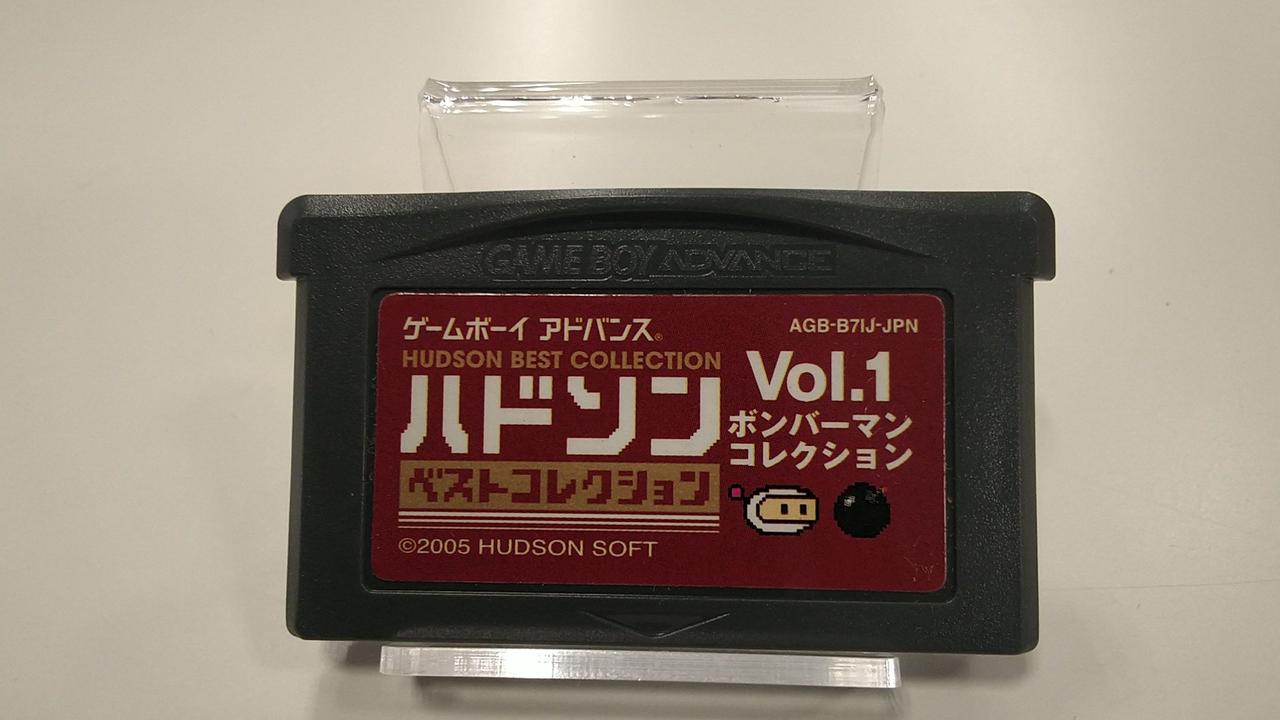 GAME BOY ADVANCE
ゲームボーイ アドバンス®
AGB-B7IJ-JPN
HUDSON BEST COLLECTION
ハドソン
ベストコレクション
Vol.1
ボンバーマン
コレクション
©2005 HUDSON SOFT